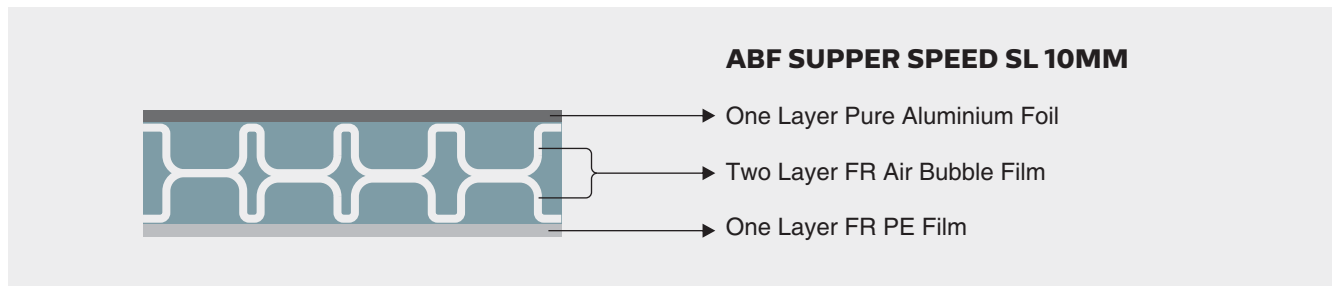 ABF SUPPER SPEED SL 10MM
One Layer Pure Aluminium Foil
Two Layer FR Air Bubble Film
One Layer FR PE Film